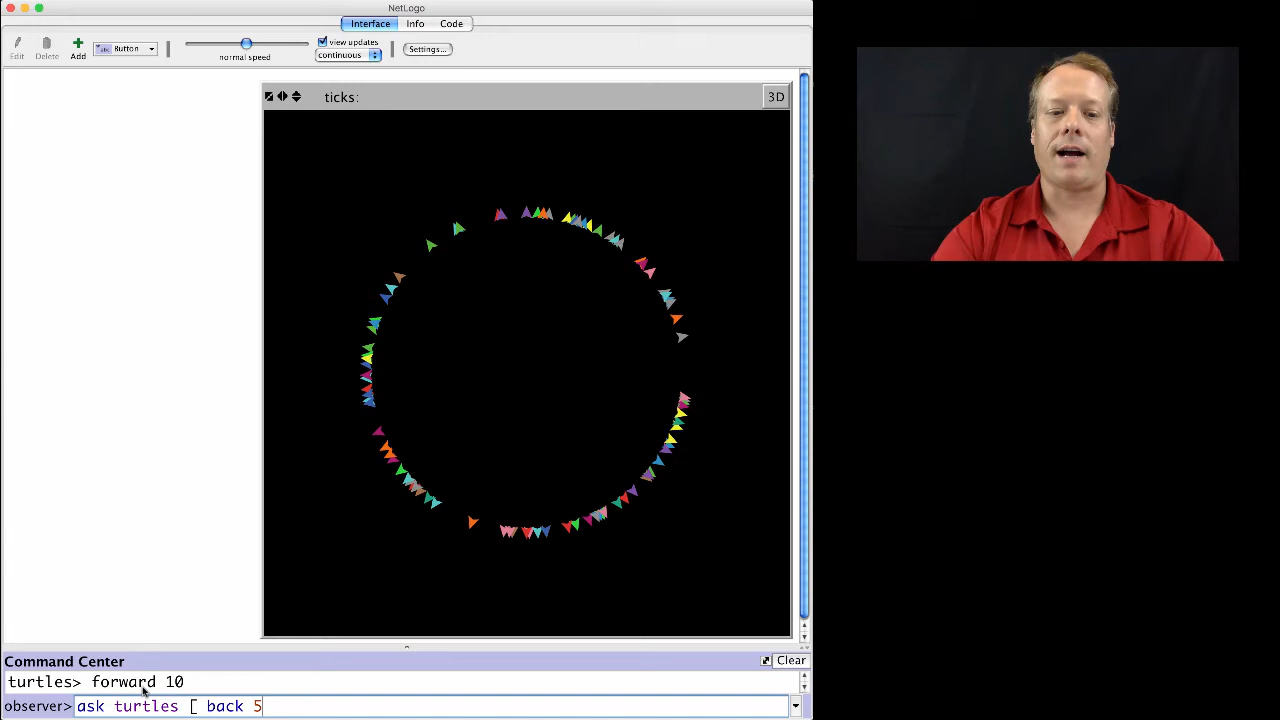 NetLogo
Interface Info Code
Edit Delete Add abc Button normal speed view updates continuous Settings...
ticks: 3D
Command Center Clear
turtles> forward 10
observer> ask turtles [ back 5